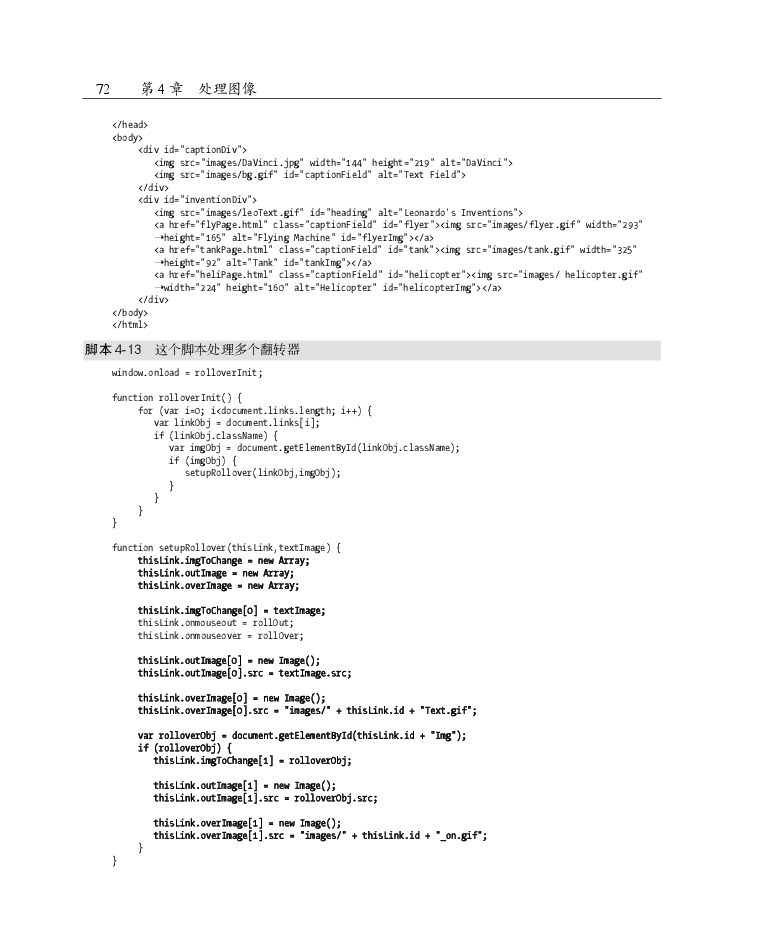 72 第 4 章 处理图像
</head>
<body>
<div id="captionDiv">
<img src="images/DaVinci.jpg" width="144" height="219" alt="DaVinci">
<img src="images/bg.gif" id="captionField" alt="Text Field">
</div>
<div id="inventionDiv">
<img src="images/leoText.gif" id="heading" alt="Leonardo's Inventions">
<a href="flyPage.html" class="captionField" id="flyer"><img src="images/flyer.gif" width="293"
→height="165" alt="Flying Machine" id="flyerImg"></a>
<a href="tankPage.html" class="captionField" id="tank"><img src="images/tank.gif" width="325"
→height="92" alt="Tank" id="tankImg"></a>
<a href="heliPage.html" class="captionField" id="helicopter"><img src="images/ helicopter.gif"
→width="224" height="160" alt="Helicopter" id="helicopterImg"></a>
</div>
</body>
</html>
脚本 4-13 这个脚本处理多个翻转器
window.onload = rolloverInit;
function rolloverInit() {
for (var i=0; i<document.links.length; i++) {
var linkObj = document.links[i];
if (linkObj.className) {
var imgObj = document.getElementById(linkObj.className);
if (imgObj) {
setupRollover(linkObj,imgObj);
}
}
}
}
function setupRollover(thisLink,textImage) {
thisLink.imgToChange = new Array;
thisLink.outImage = new Array;
thisLink.overImage = new Array;
thisLink.imgToChange[0] = textImage;
thisLink.onmouseout = rollOut;
thisLink.onmouseover = rollOver;
thisLink.outImage[0] = new Image();
thisLink.outImage[0].src = textImage.src;
thisLink.overImage[0] = new Image();
thisLink.overImage[0].src = "images/" + thisLink.id + "Text.gif";
var rolloverObj = document.getElementById(thisLink.id + "Img");
if (rolloverObj) {
thisLink.imgToChange[1] = rolloverObj;
thisLink.outImage[1] = new Image();
thisLink.outImage[1].src = rolloverObj.src;
thisLink.overImage[1] = new Image();
thisLink.overImage[1].src = "images/" + thisLink.id + "_on.gif";
}
}